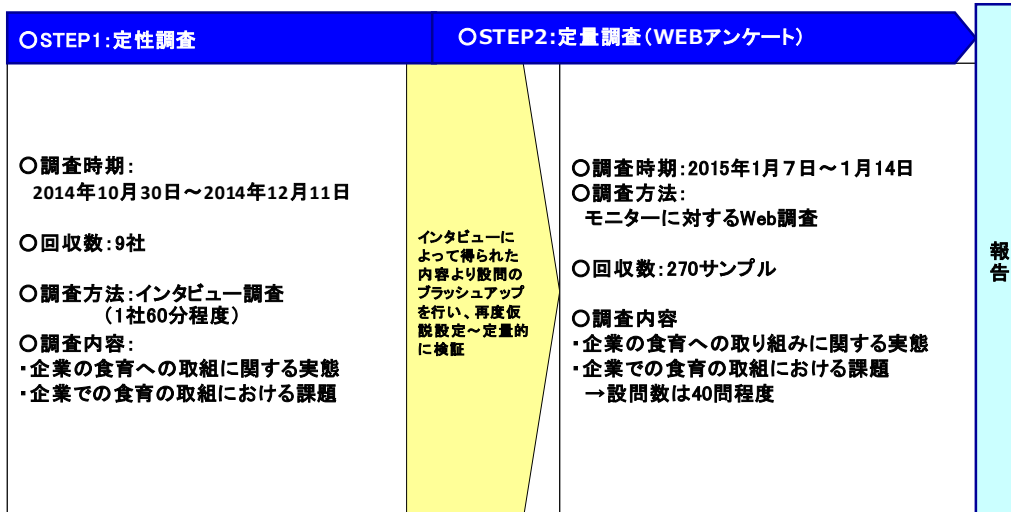 〇STEP1:定性調査
〇STEP2:定量調査(WEBアンケート)
〇調査時期:
2014年10月30日～2014年12月11日
〇回収数:9社
〇調査方法:インタビュー調査
(1社60分程度)
〇調査内容:
・企業の食育への取組に関する実態
・企業での食育の取組における課題
インタビューに
よって得られた
内容より設問の
ブラッシュアップ
を行い、再度仮
説設定～定量的
に検証
〇調査時期:2015年1月７日～1月14日
〇調査方法:
モニターに対するWeb調査
〇回収数:270サンプル
〇調査内容
・企業の食育への取り組みに関する実態
・企業での食育の取組における課題
→設問数は40問程度
報
告